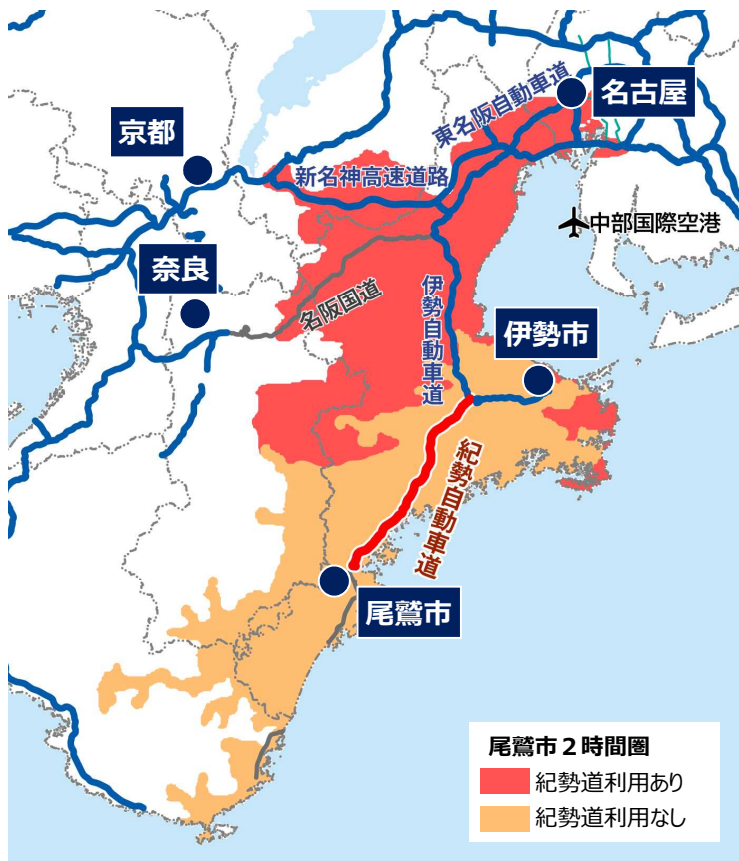 東名阪自動車道
名古屋
京都
新名神高速道路
中部国際空港
奈良
名阪国道
伊勢自動車道
伊勢市
紀勢自動車道
尾鷲市
尾鷲市２時間圏
紀勢道利用あり
紀勢道利用なし